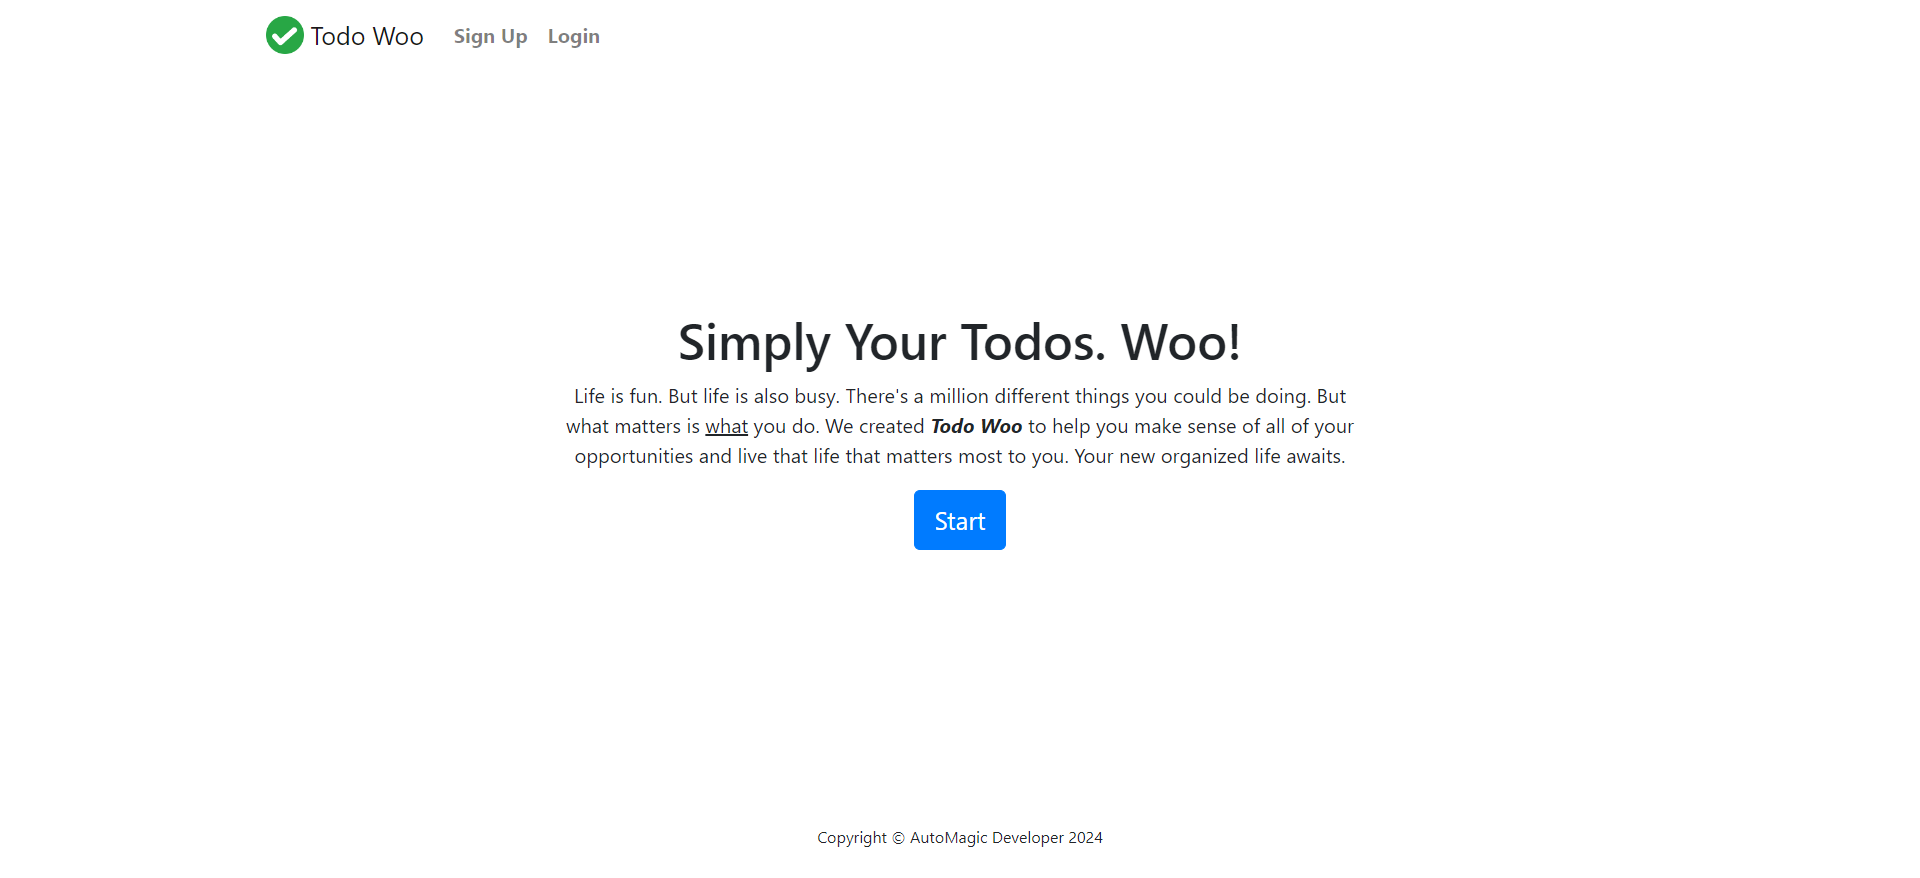 Todo Woo Sign Up Login
Simply Your Todos. Woo!
Life is fun. But life is also busy. There's a million different things you could be doing. But
what matters is what you do. We created Todo Woo to help you make sense of all of your
opportunities and live that life that matters most to you. Your new organized life awaits.
Start
Copyright © AutoMagic Developer 2024